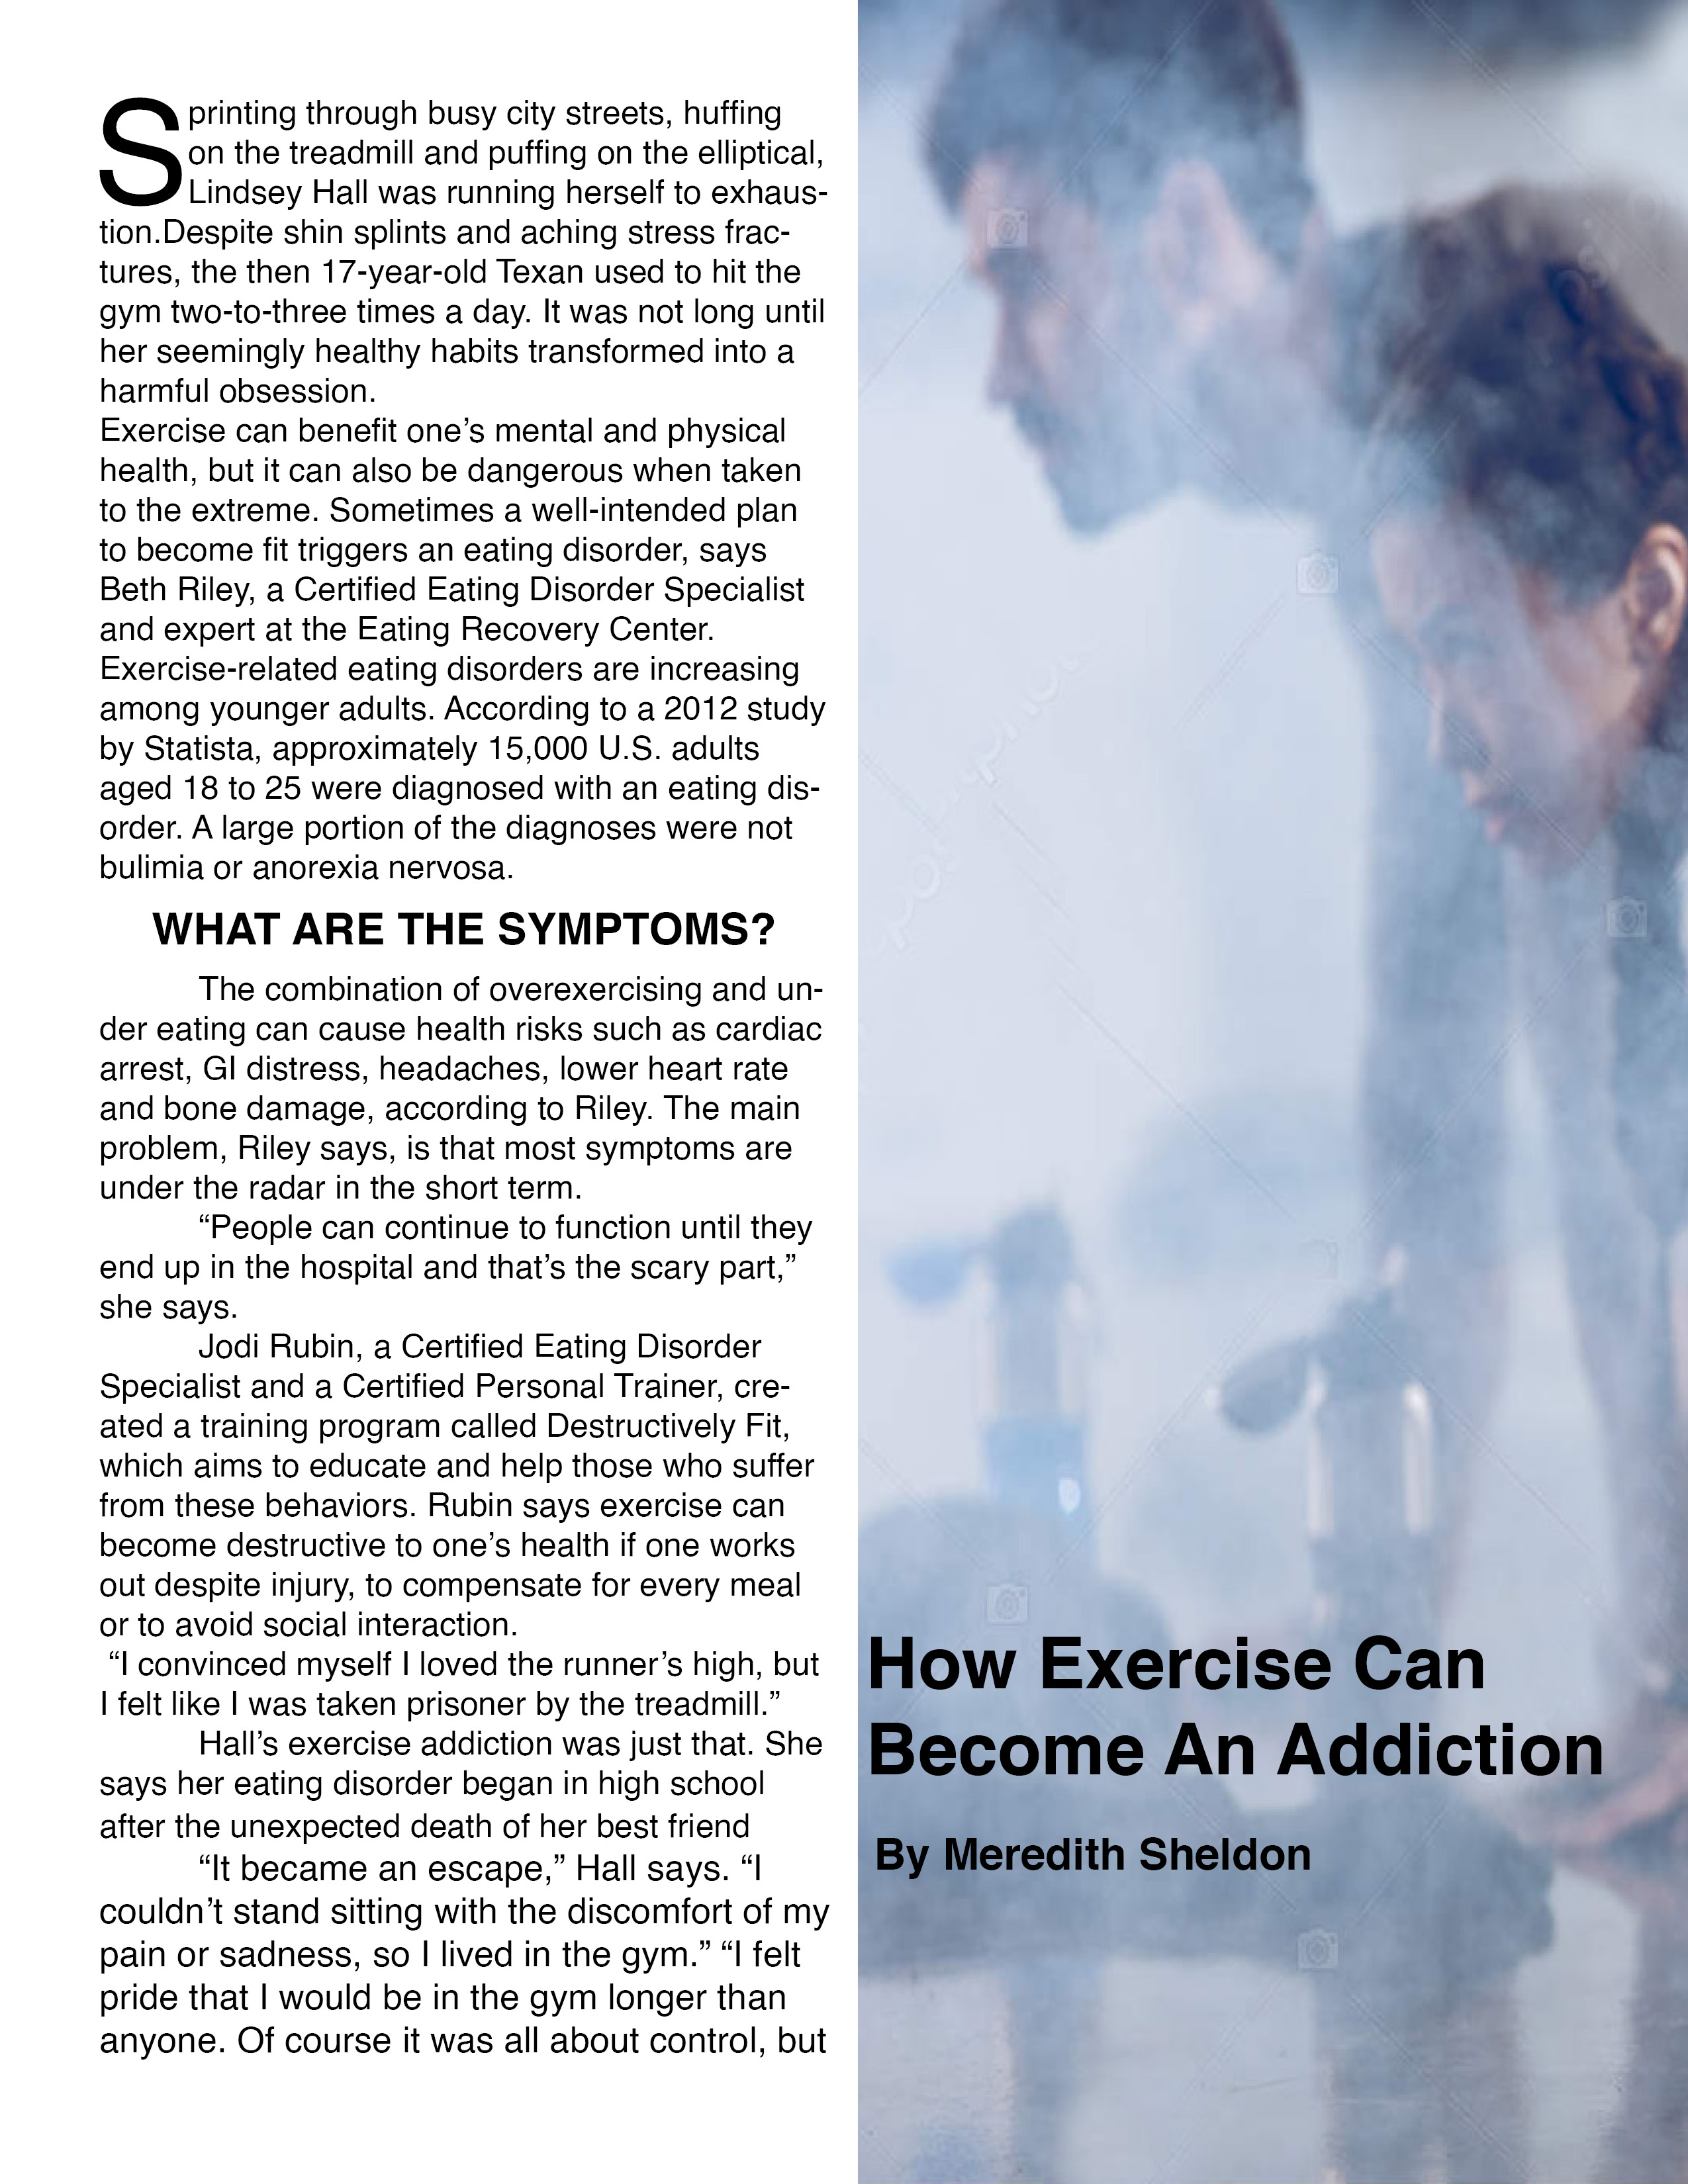 Sprinting through busy city streets, huffing
on the treadmill and puffing on the elliptical,
Lindsey Hall was running herself to exhaus-
tion.Despite shin splints and aching stress frac-
tures, the then 17-year-old Texan used to hit the
gym two-to-three times a day. It was not long until
her seemingly healthy habits transformed into a
harmful obsession.
Exercise can benefit one’s mental and physical
health, but it can also be dangerous when taken
to the extreme. Sometimes a well-intended plan
to become fit triggers an eating disorder, says
Beth Riley, a Certified Eating Disorder Specialist
and expert at the Eating Recovery Center.
Exercise-related eating disorders are increasing
among younger adults. According to a 2012 study
by Statista, approximately 15,000 U.S. adults
aged 18 to 25 were diagnosed with an eating dis-
order. A large portion of the diagnoses were not
bulimia or anorexia nervosa.
WHAT ARE THE SYMPTOMS?
The combination of overexercising and un-
der eating can cause health risks such as cardiac
arrest, GI distress, headaches, lower heart rate
and bone damage, according to Riley. The main
problem, Riley says, is that most symptoms are
under the radar in the short term.
“People can continue to function until they
end up in the hospital and that’s the scary part,”
she says.
Jodi Rubin, a Certified Eating Disorder
Specialist and a Certified Personal Trainer, cre-
ated a training program called Destructively Fit,
which aims to educate and help those who suffer
from these behaviors. Rubin says exercise can
become destructive to one’s health if one works
out despite injury, to compensate for every meal
or to avoid social interaction.
“I convinced myself I loved the runner’s high, but
I felt like I was taken prisoner by the treadmill.”
Hall’s exercise addiction was just that. She
says her eating disorder began in high school
after the unexpected death of her best friend
“It became an escape,” Hall says. “I
couldn’t stand sitting with the discomfort of my
pain or sadness, so I lived in the gym.” “I felt
pride that I would be in the gym longer than
anyone. Of course it was all about control, but
How Exercise Can
Become An Addiction
By Meredith Sheldon